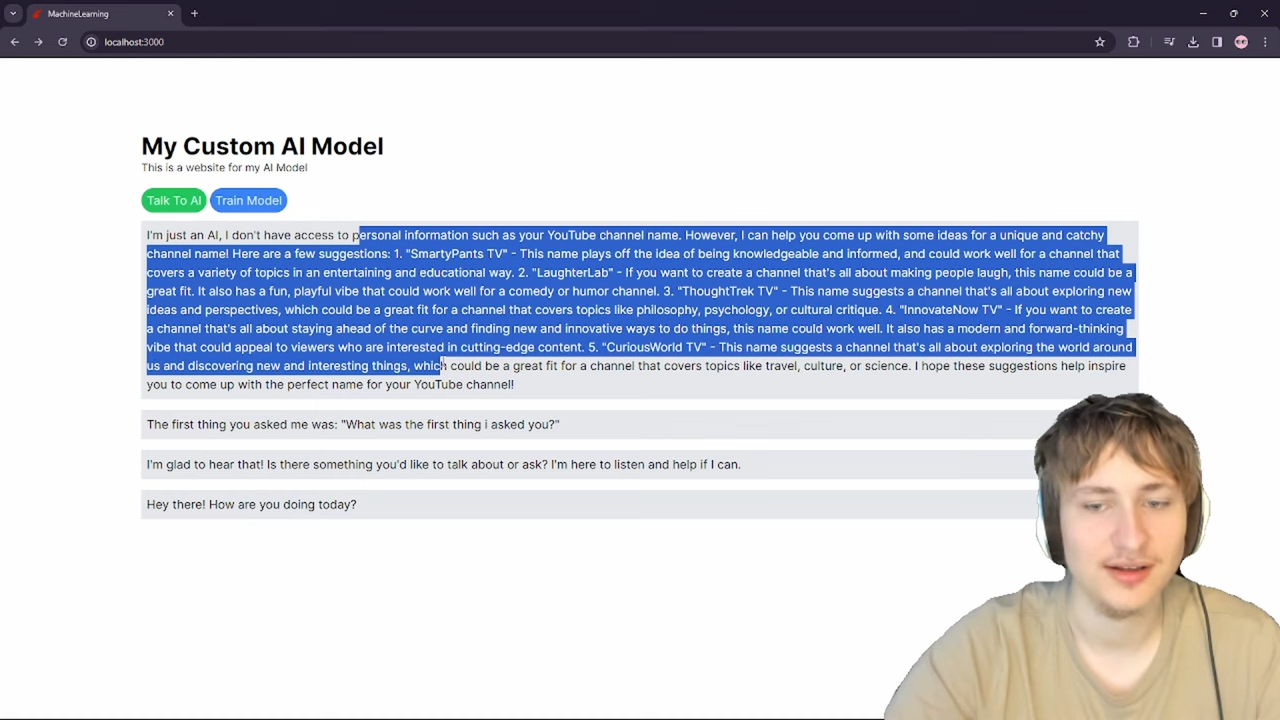 MachineLearning
localhost:3000
My Custom AI Model
This is a website for my AI Model
Talk To AI Train Model
I'm just an AI, I don't have access to personal information such as your YouTube channel name. However, I can help you come up with some ideas for a unique and catchy
channel name! Here are a few suggestions: 1. "SmartyPants TV" - This name plays off the idea of being knowledgeable and informed, and could work well for a channel that
covers a variety of topics in an entertaining and educational way. 2. "LaughterLab" - If you want to create a channel that's all about making people laugh, this name could be a
great fit. It also has a fun, playful vibe that could work well for a comedy or humor channel. 3. "ThoughtTrek TV" - This name suggests a channel that's all about exploring new
ideas and perspectives, which could be a great fit for a channel that covers topics like philosophy, psychology, or cultural critique. 4. "InnovateNow TV" - If you want to create
a channel that's all about staying ahead of the curve and finding new and innovative ways to do things, this name could work well. It also has a modern and forward-thinking
vibe that could appeal to viewers who are interested in cutting-edge content. 5. "CuriousWorld TV" - This name suggests a channel that's all about exploring the world around
us and discovering new and interesting things, which could be a great fit for a channel that covers topics like travel, culture, or science. I hope these suggestions help inspire
you to come up with the perfect name for your YouTube channel!
The first thing you asked me was: "What was the first thing i asked you?"
I'm glad to hear that! Is there something you'd like to talk about or ask? I'm here to listen and help if I can.
Hey there! How are you doing today?